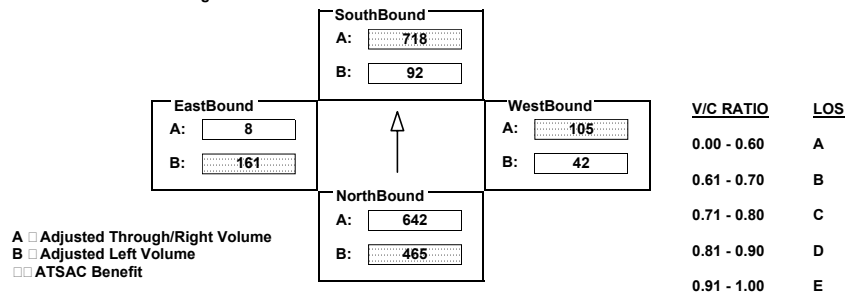 SouthBound
A: 718
B: 92
EastBound
A: 8
B: 161
WestBound
A: 105
B: 42
NorthBound
A: 642
B: 465
A □ Adjusted Through/Right Volume
B □ Adjusted Left Volume
□□ ATSAC Benefit
V/C RATIO LOS
0.00 - 0.60 A
0.61 - 0.70 B
0.71 - 0.80 C
0.81 - 0.90 D
0.91 - 1.00 E